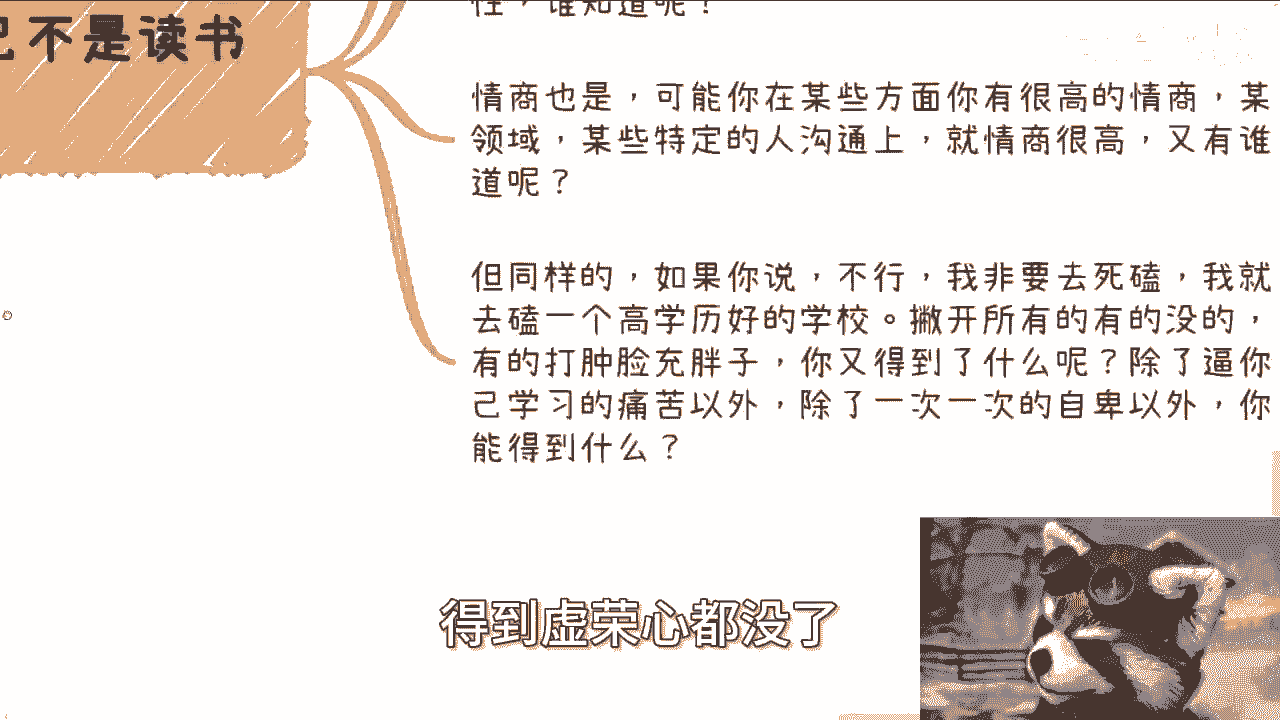 性，谁知道呢！
己不是读书
情商也是，可能你在某些方面你有很高的情商，某
领域，某些特定的人沟通上，就情商很高，又有谁
道呢？
但同样的，如果你说，不行，我非要去死磕，我就
去磕一个高学历好的学校。撇开所有的有的没的，
有的打肿脸充胖子，你又得到了什么呢？除了逼你
己学习的痛苦以外，除了一次一次的自卑以外，你
能得到什么？
得到虚荣心都没了